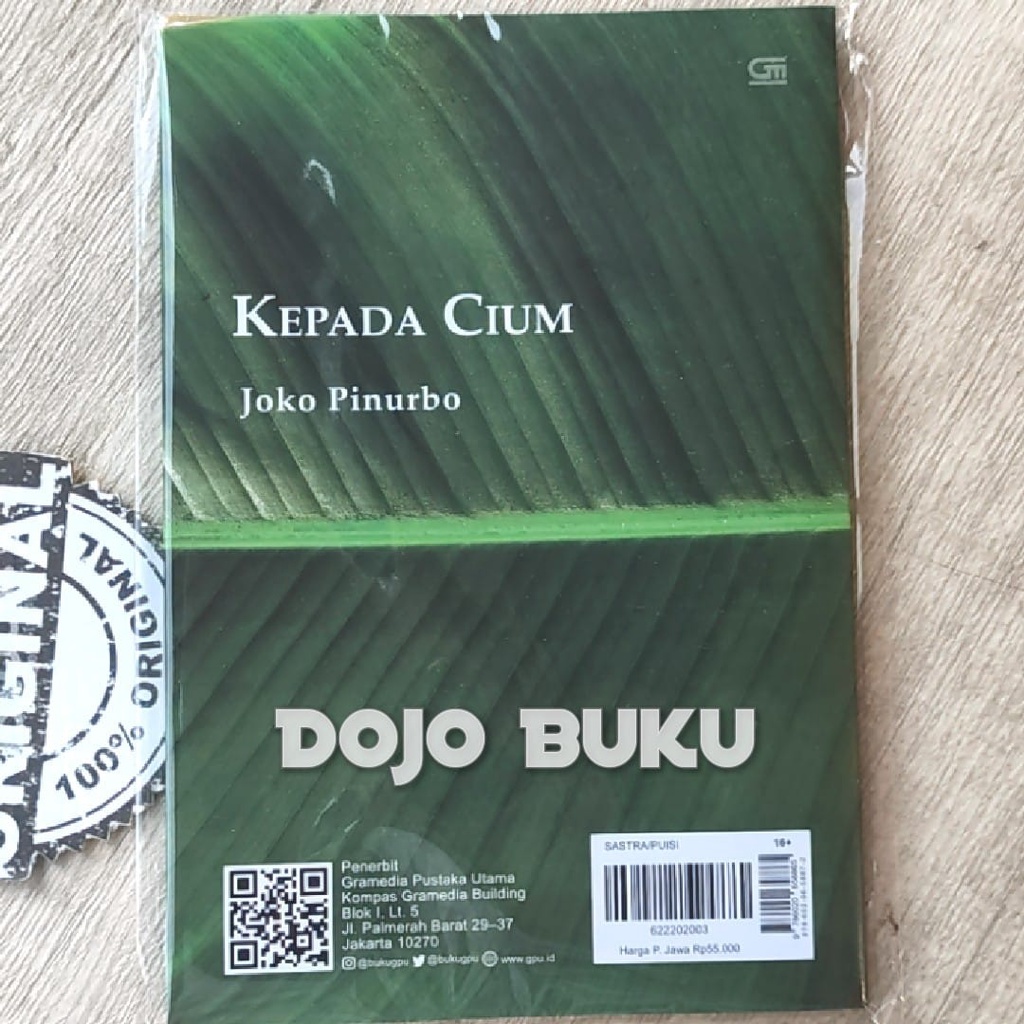 GM
KEPADA CIUM
Joko Pinurbo
ORIGINAL
100% ORIGINAL
DOJO BUKU
Penerbit
Gramedia Pustaka Utama
Kompas Gramedia Building
Blok I, Lt. 5
Jl. Palmerah Barat 29–37
Jakarta 10270
@bukugpu @bukugpu www.gpu.id
SASTRA/PUISI
622202003
Harga P. Jawa Rp55.000